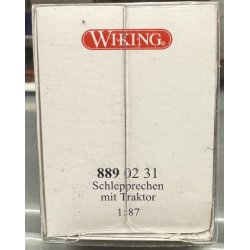 WIKING®
889 02 31
Schlepprechen
mit Traktor
1:87